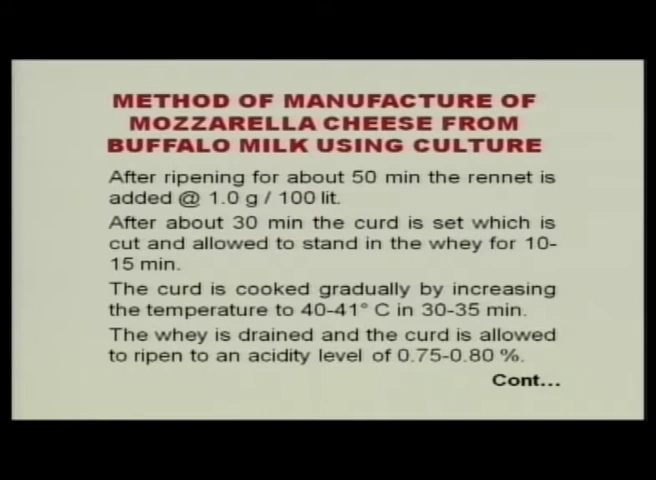 METHOD OF MANUFACTURE OF
MOZZARELLA CHEESE FROM
BUFFALO MILK USING CULTURE
After ripening for about 50 min the rennet is
added @ 1.0 g / 100 lit.
After about 30 min the curd is set which is
cut and allowed to stand in the whey for 10-
15 min.
The curd is cooked gradually by increasing
the temperature to 40-41° C in 30-35 min.
The whey is drained and the curd is allowed
to ripen to an acidity level of 0.75-0.80 %.
Cont...